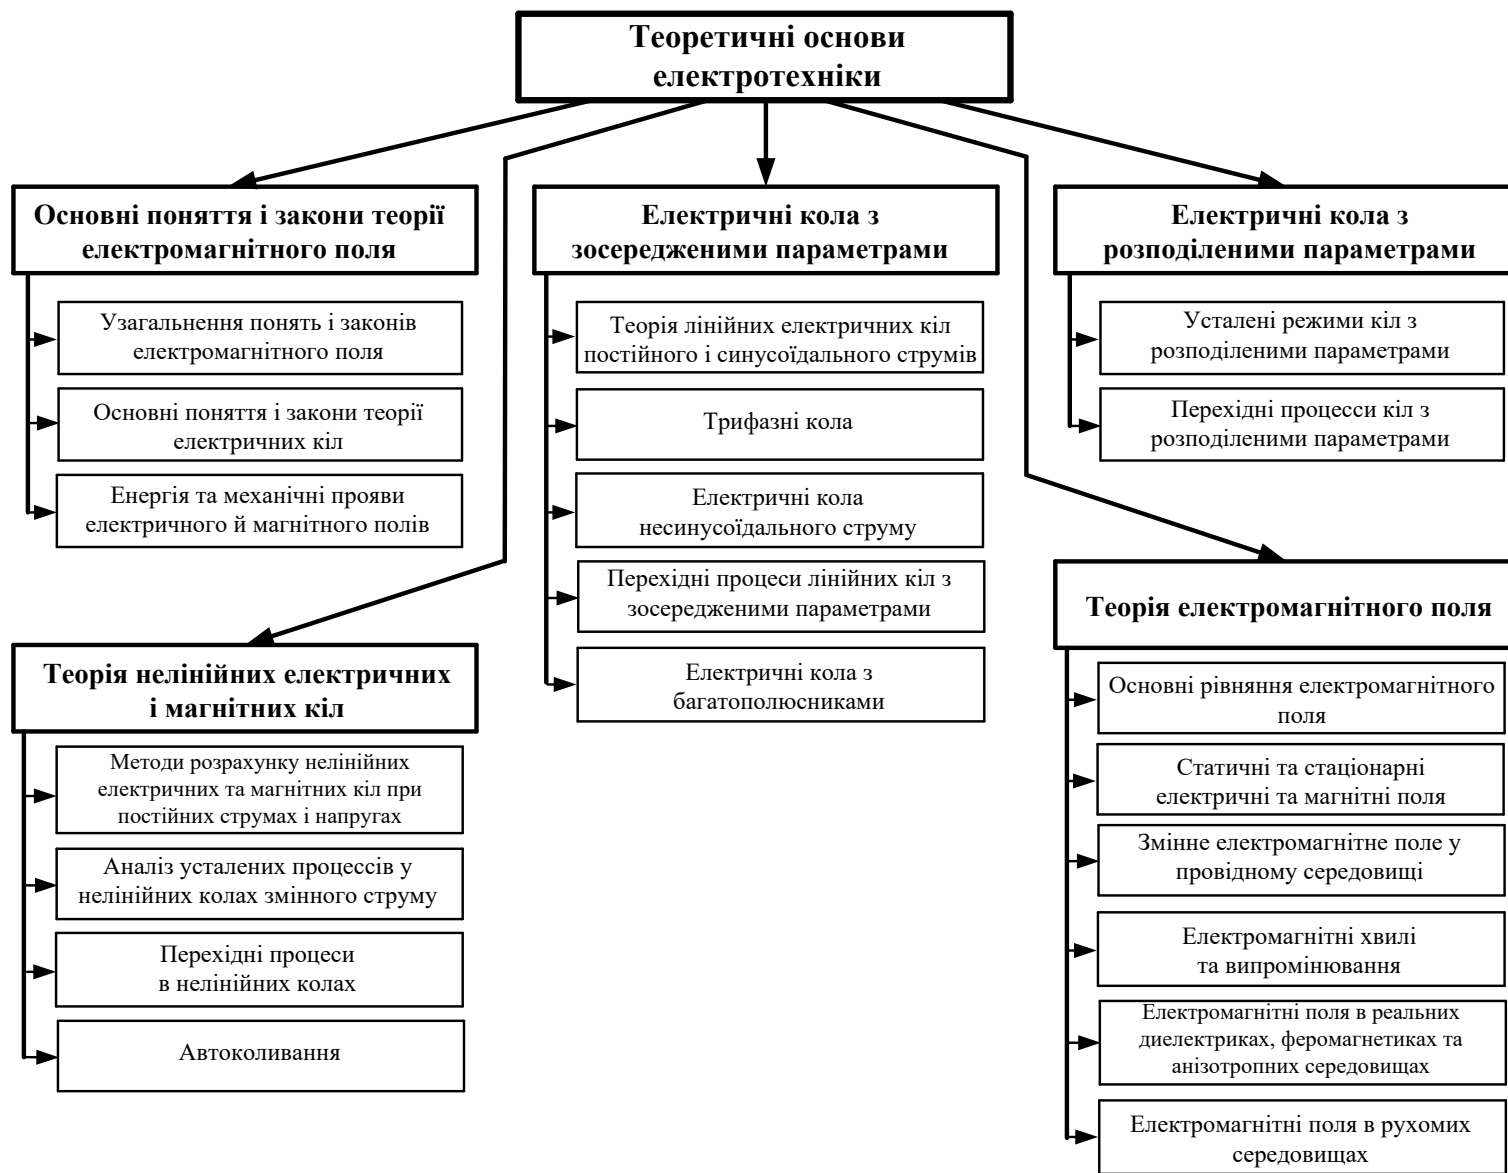 Теоретичні основи
електротехніки
Основні поняття і закони теорії
електромагнітного поля
Узагальнення понять і законів
електромагнітного поля
Основні поняття і закони теорії
електричних кіл
Енергія та механічні прояви
електричного й магнітного полів
Теорія нелінійних електричних
і магнітних кіл
Методи розрахунку нелінійних
електричних та магнітних кіл при
постійних струмах і напругах
Аналіз усталених процессів у
нелінійних колах змінного струму
Перехідні процеси
в нелінійних колах
Автоколивання
Електричні кола з
зосередженими параметрами
Теорія лінійних електричних кіл
постійного і синусоїдального струмів
Трифазні кола
Електричні кола
несинусоїдального струму
Перехідні процеси лінійних кіл з
зосередженими параметрами
Електричні кола з
багатополюсниками
Електричні кола з
розподіленими параметрами
Усталені режими кіл з
розподіленими параметрами
Перехідні процесси кіл з
розподіленими параметрами
Теорія електромагнітного поля
Основні рівняння електромагнітного
поля
Статичні та стаціонарні
електричні та магнітні поля
Змінне електромагнітне поле у
провідному середовищі
Електромагнітні хвилі
та випромінювання
Електромагнітні поля в реальних
диелектриках, феромагнетиках та
анізотропних середовищах
Електромагнітні поля в рухомих
середовищах